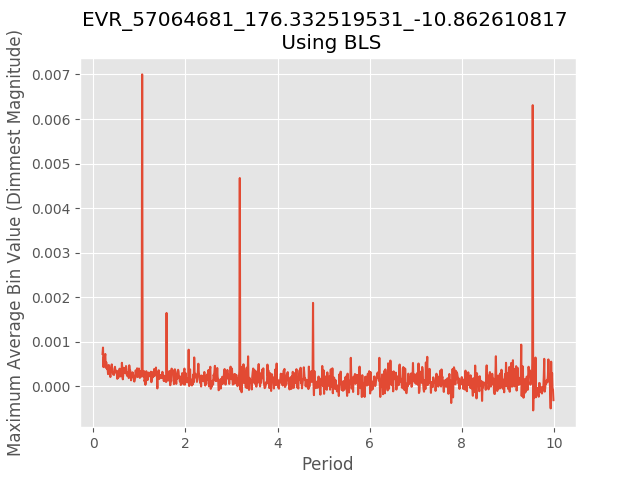 EVR_57064681_176.332519531_-10.862610817
Using BLS
Maximum Average Bin Value (Dimmest Magnitude)
0.007
0.006
0.005
0.004
0.003
0.002
0.001
0.000
0 2 4 6 8 10
Period